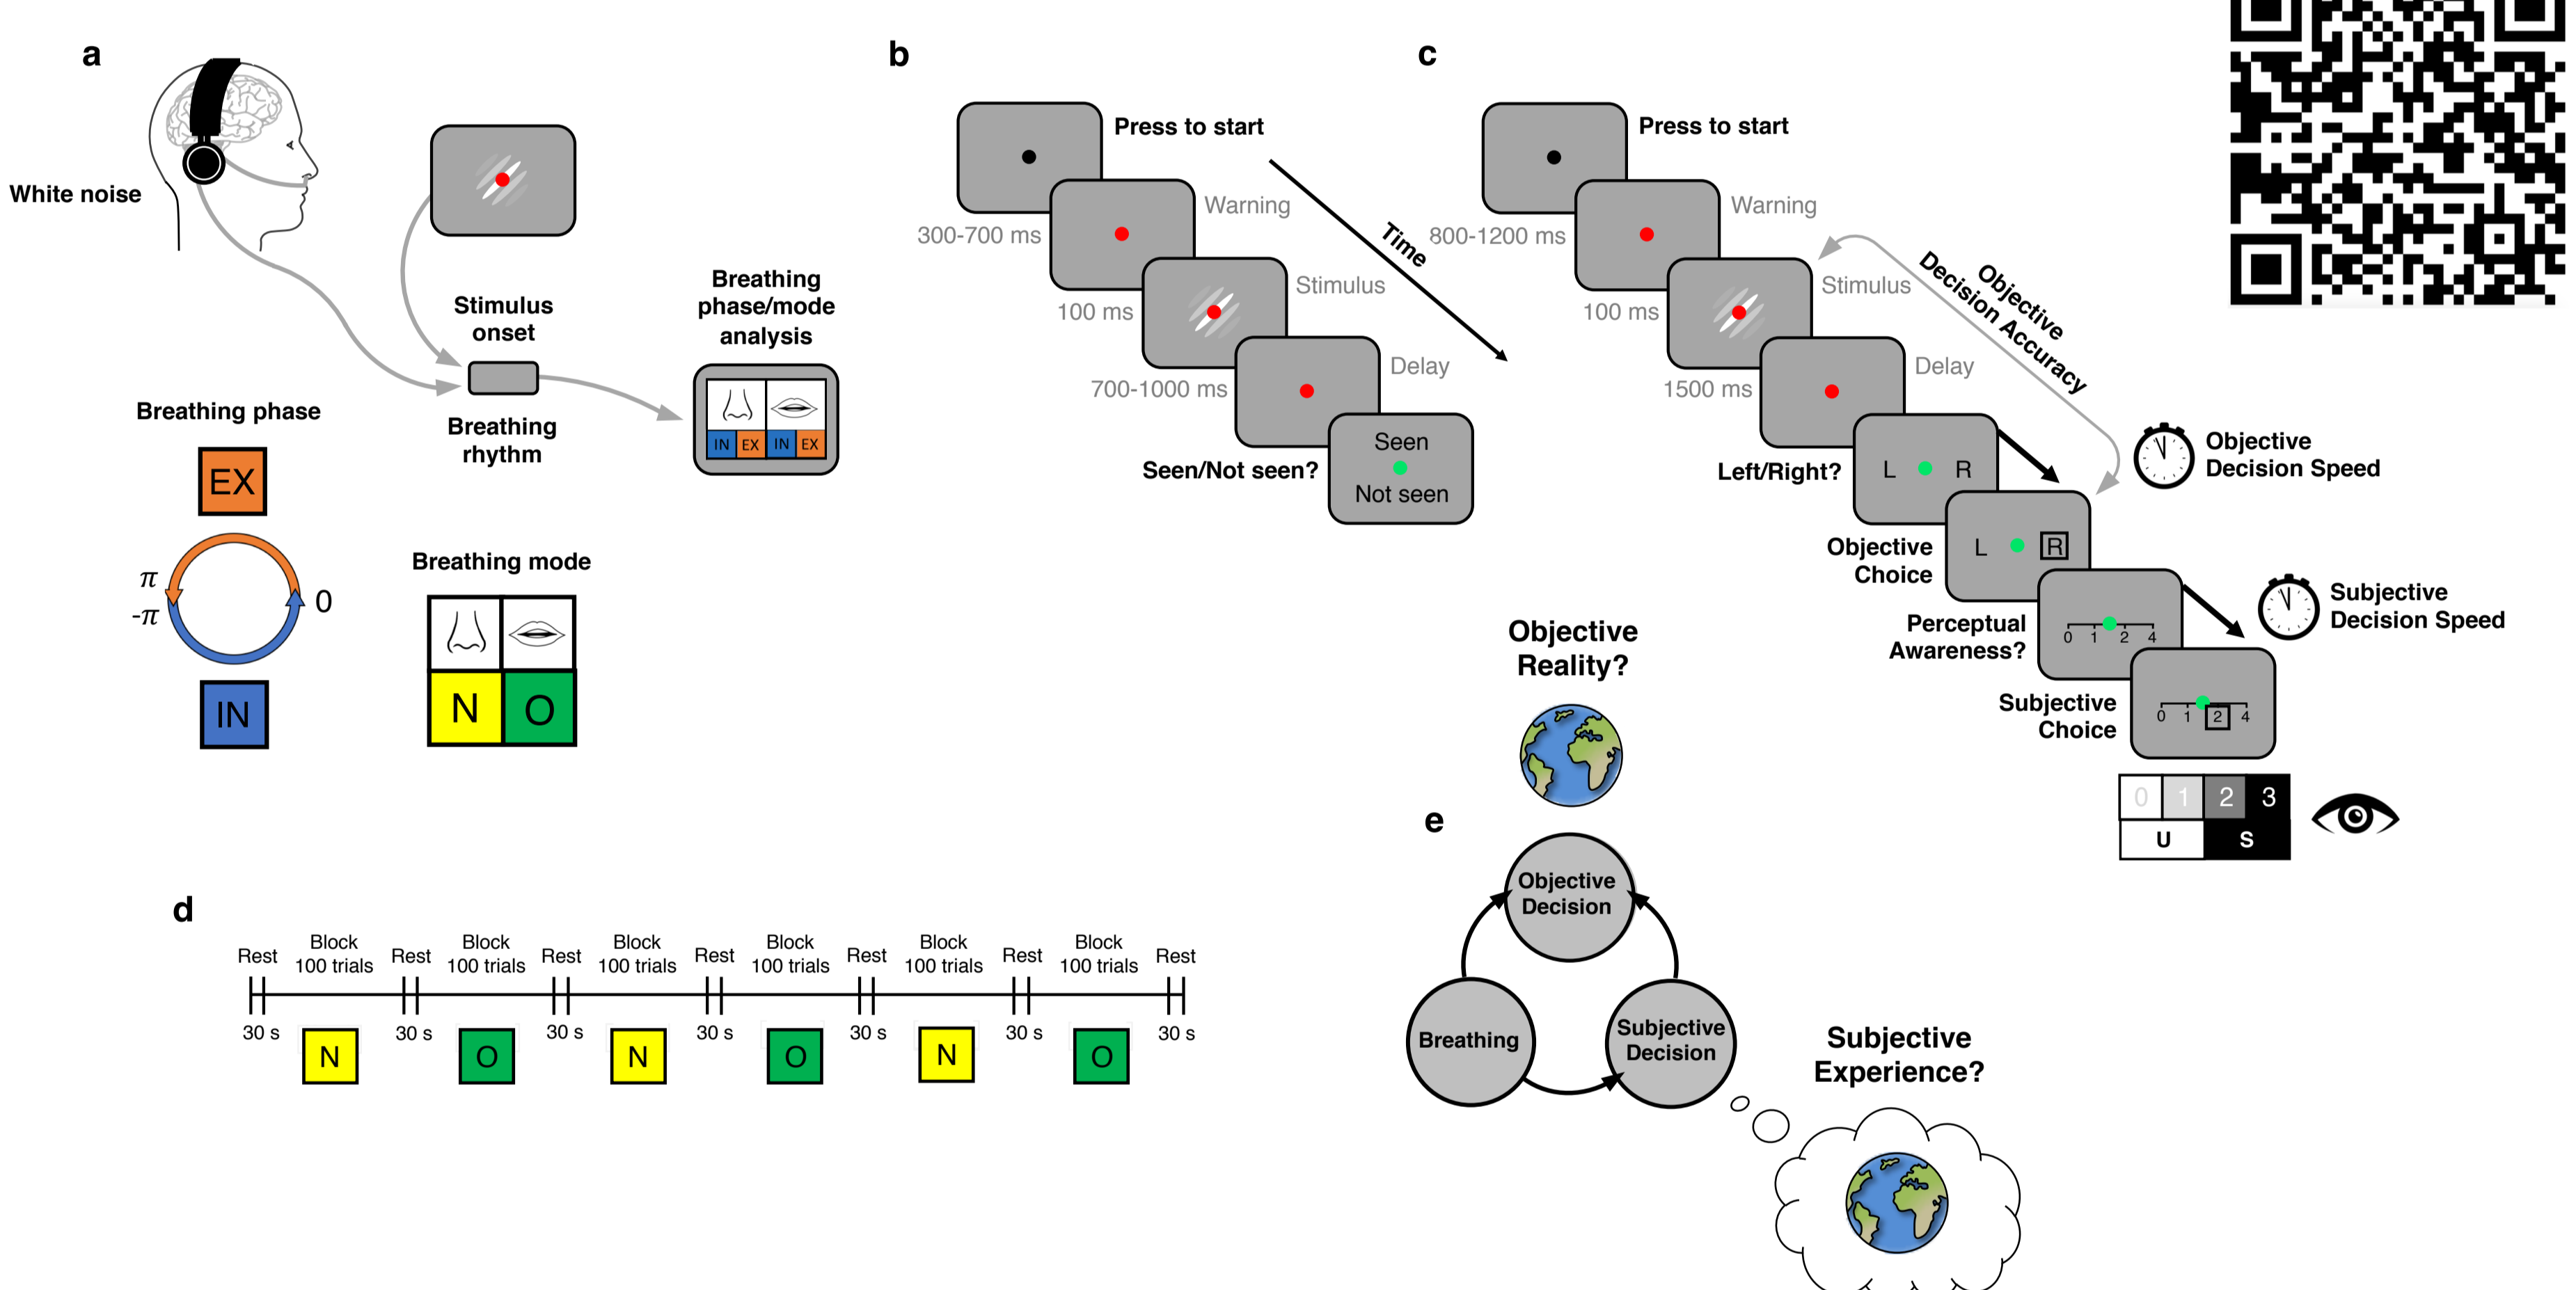 a
White noise
Stimulus
onset
Breathing
rhythm
Breathing
phase/mode
analysis
IN EX IN EX
Breathing phase
EX
π
-π
0
IN
Breathing mode
N O
b
Press to start
Warning
300-700 ms
Stimulus
100 ms
Delay
700-1000 ms
Seen/Not seen?
Seen
Not seen
Time
c
Press to start
Warning
800-1200 ms
Stimulus
100 ms
Delay
1500 ms
Objective
Decision Accuracy
Left/Right?
L R
Objective
Decision Speed
Objective
Choice
L R
Perceptual
Awareness?
0 1 2 4
Subjective
Decision Speed
Subjective
Choice
0 1 2 4
0 1 2 3
U S
d
Rest Block Rest Block Rest Block Rest Block Rest Block Rest Block Rest
100 trials 100 trials 100 trials 100 trials 100 trials 100 trials
30 s 30 s 30 s 30 s 30 s 30 s 30 s
N O N O N O
Objective
Reality?
e
Objective
Decision
Breathing
Subjective
Decision
Subjective
Experience?